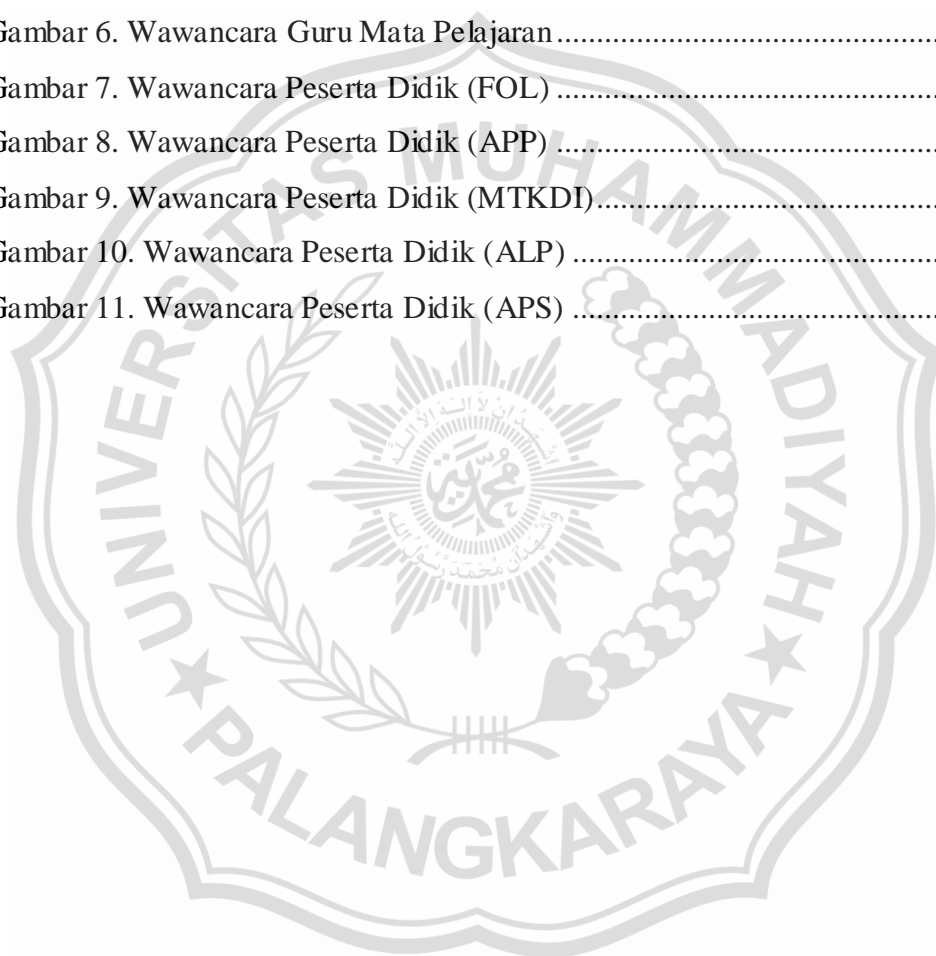 Gambar 6. Wawancara Guru Mata Pelajaran ................................................
Gambar 7. Wawancara Peserta Didik (FOL) ................................................
Gambar 8. Wawancara Peserta Didik (APP) ................................................
Gambar 9. Wawancara Peserta Didik (MTKDI)............................................
Gambar 10. Wawancara Peserta Didik (ALP) ..............................................
Gambar 11. Wawancara Peserta Didik (APS) ..............................................
UNIVERSITAS MUHAMMADIYAH
PALANGKARAYA